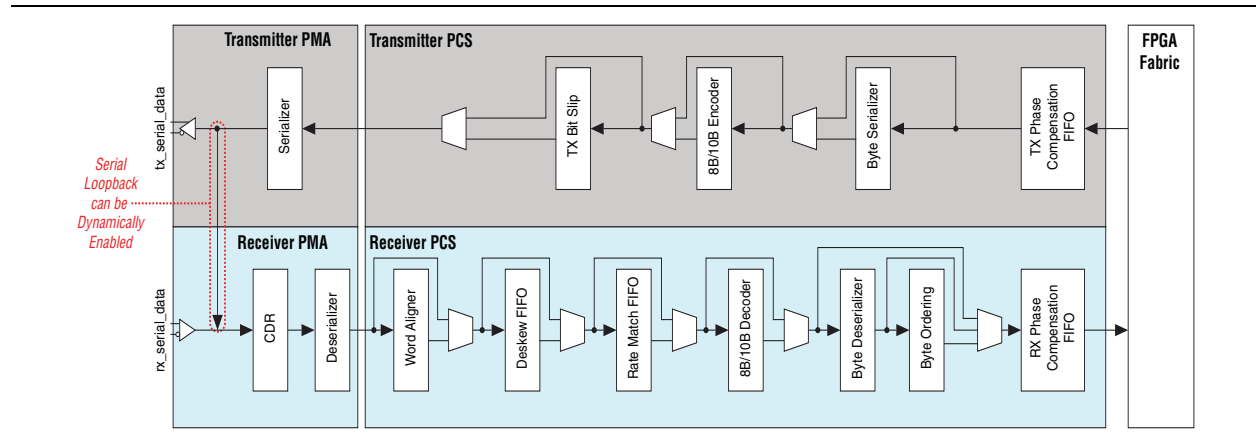 Transmitter PMA
Transmitter PCS
FPGA
Fabric
tx_serial_data
Serializer
TX Bit Slip
8B/10B Encoder
Byte Serializer
TX Phase
Compensation
FIFO
Serial
Loopback
can be
Dynamically
Enabled
Receiver PMA
Receiver PCS
rx_serial_data
CDR
Deserializer
Word Aligner
Deskew FIFO
Rate Match FIFO
8B/10B Decoder
Byte Deserializer
Byte Ordering
RX Phase
Compensation
FIFO